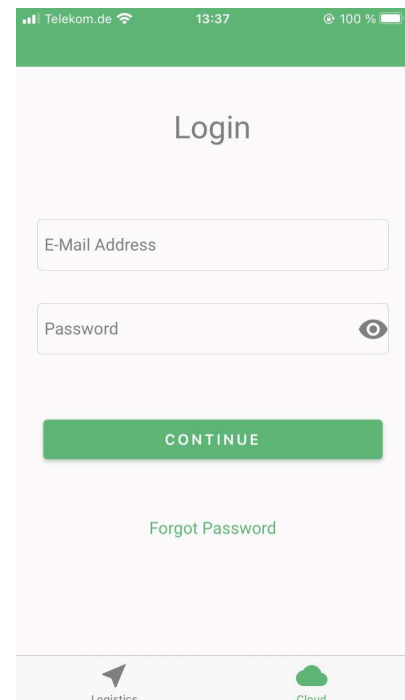 Telekom.de 13:37 100 %
Login
E-Mail Address
Password
CONTINUE
Forgot Password
Logistics Cloud